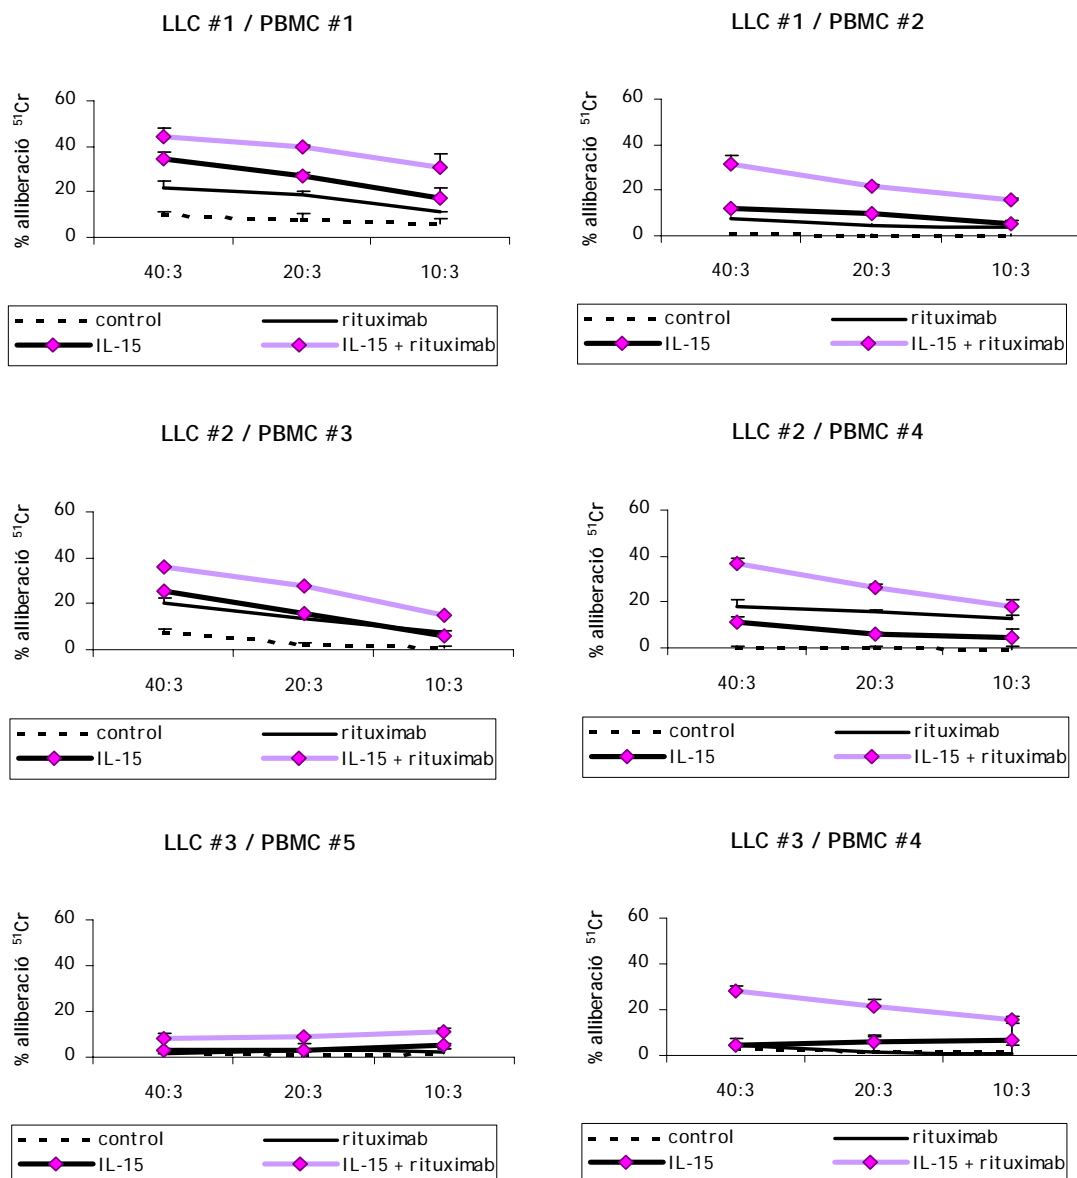 LLC #1 / PBMC #1
% alliberació ⁵¹Cr
60
40
20
0
40:3 20:3 10:3
control rituximab
IL-15 IL-15 + rituximab
LLC #1 / PBMC #2
% alliberació ⁵¹Cr
60
40
20
0
40:3 20:3 10:3
control rituximab
IL-15 IL-15 + rituximab
LLC #2 / PBMC #3
% alliberació ⁵¹Cr
60
40
20
0
40:3 20:3 10:3
control rituximab
IL-15 IL-15 + rituximab
LLC #2 / PBMC #4
% alliberació ⁵¹Cr
60
40
20
0
40:3 20:3 10:3
control rituximab
IL-15 IL-15 + rituximab
LLC #3 / PBMC #5
% alliberació ⁵¹Cr
60
40
20
0
40:3 20:3 10:3
control rituximab
IL-15 IL-15 + rituximab
LLC #3 / PBMC #4
% alliberació ⁵¹Cr
60
40
20
0
40:3 20:3 10:3
control rituximab
IL-15 IL-15 + rituximab